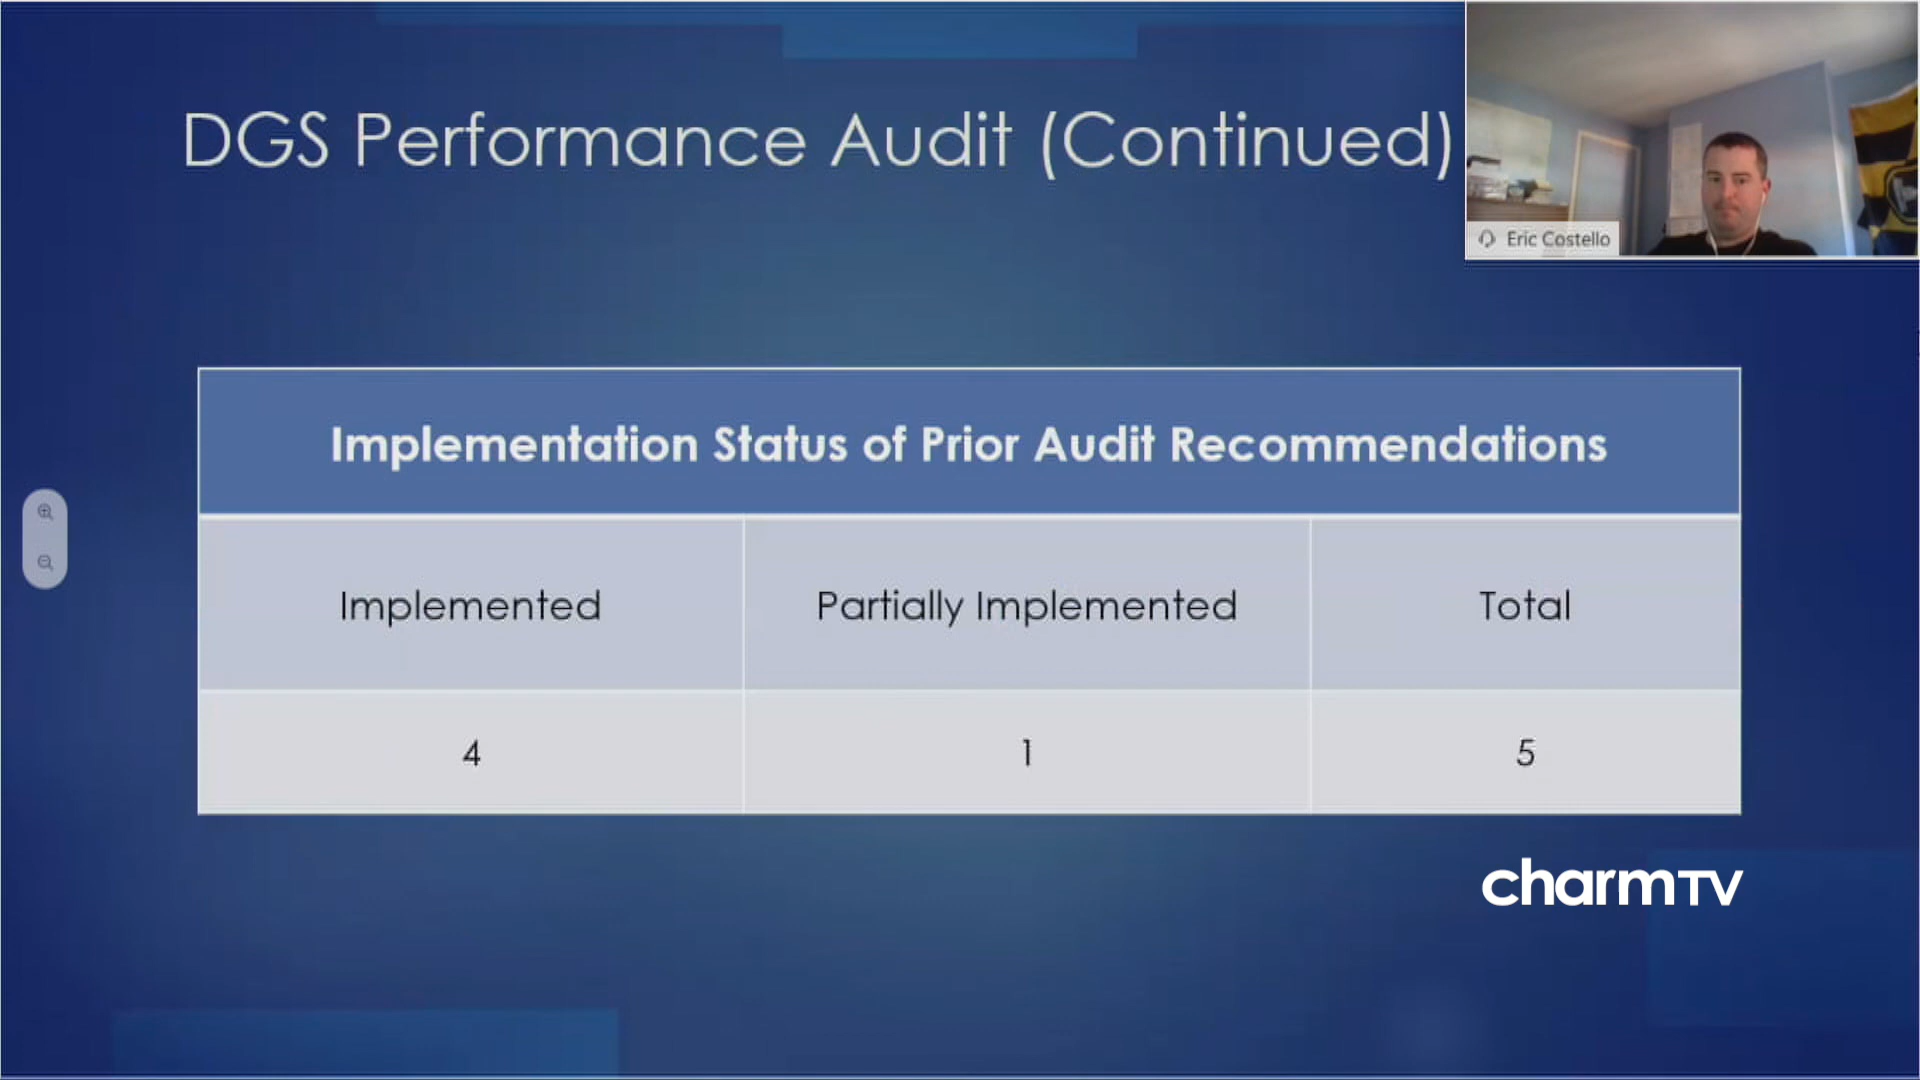 DGS Performance Audit (Continued)
Eric Costello
Implementation Status of Prior Audit Recommendations
Implemented
Partially Implemented
Total
4
1
5
charmTV